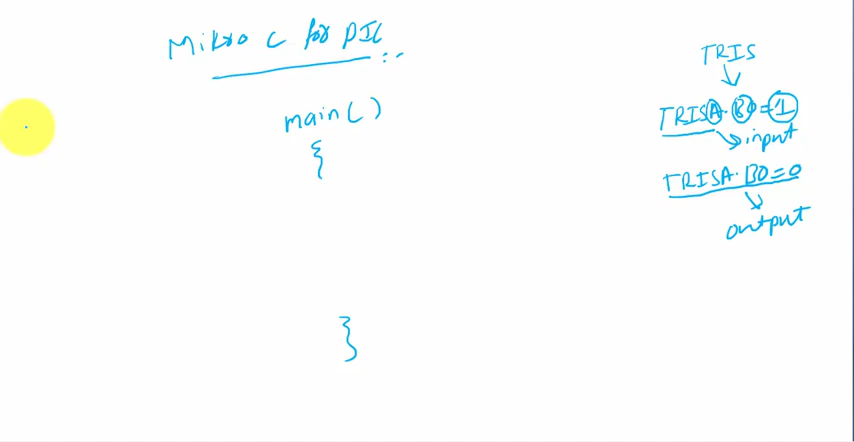 Mikro C for PIC
main()
{
}
TRIS
TRISA.B0=1
input
TRISA.B0=0
output